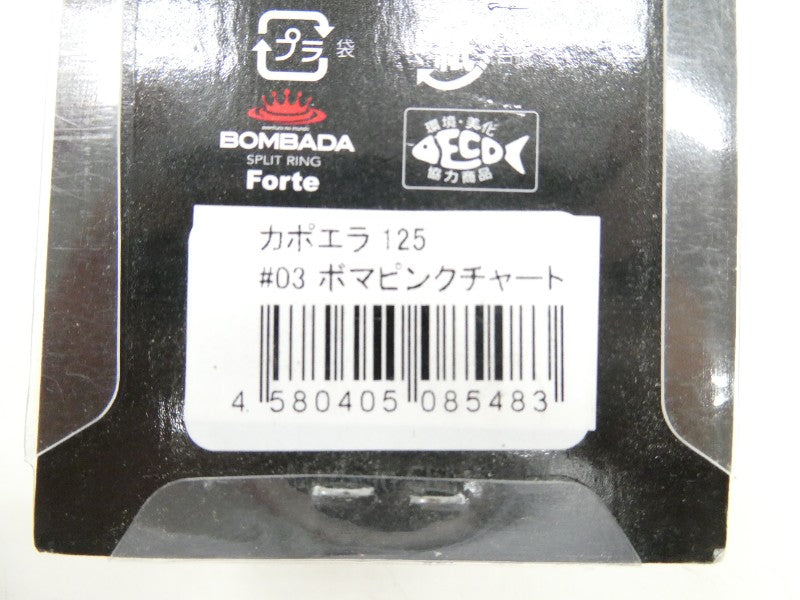 プラ 袋
紙
BOMBADA
SPLIT RING
Forte
環境・美化
ECO
協力商品
カポエラ 125
#03 ボマピンクチャート
4 580405 085483